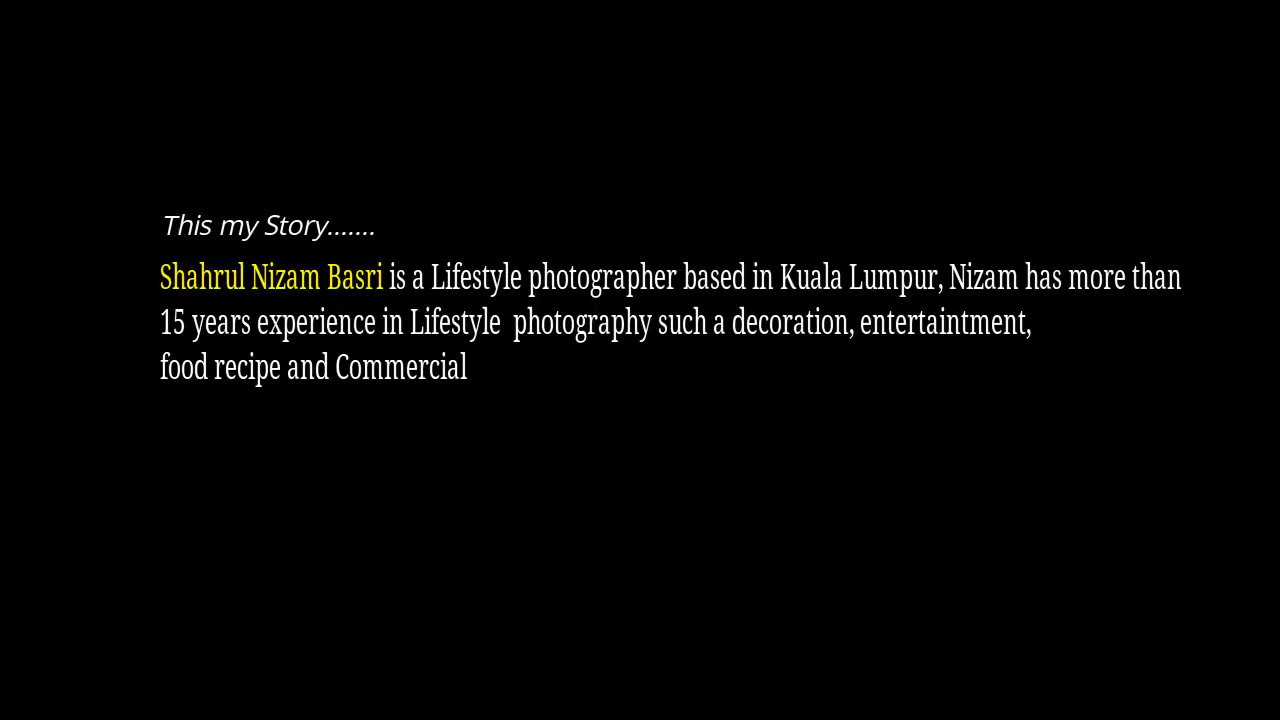 This my Story.......
Shahrul Nizam Basri is a Lifestyle photographer based in Kuala Lumpur, Nizam has more than
15 years experience in Lifestyle  photography such a decoration, entertaintment,
food recipe and Commercial